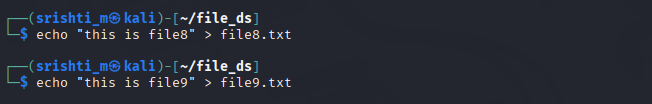 ┌──(srishti_m㉿kali)-[~/file_ds]
└─$ echo "this is file8" > file8.txt
┌──(srishti_m㉿kali)-[~/file_ds]
└─$ echo "this is file9" > file9.txt